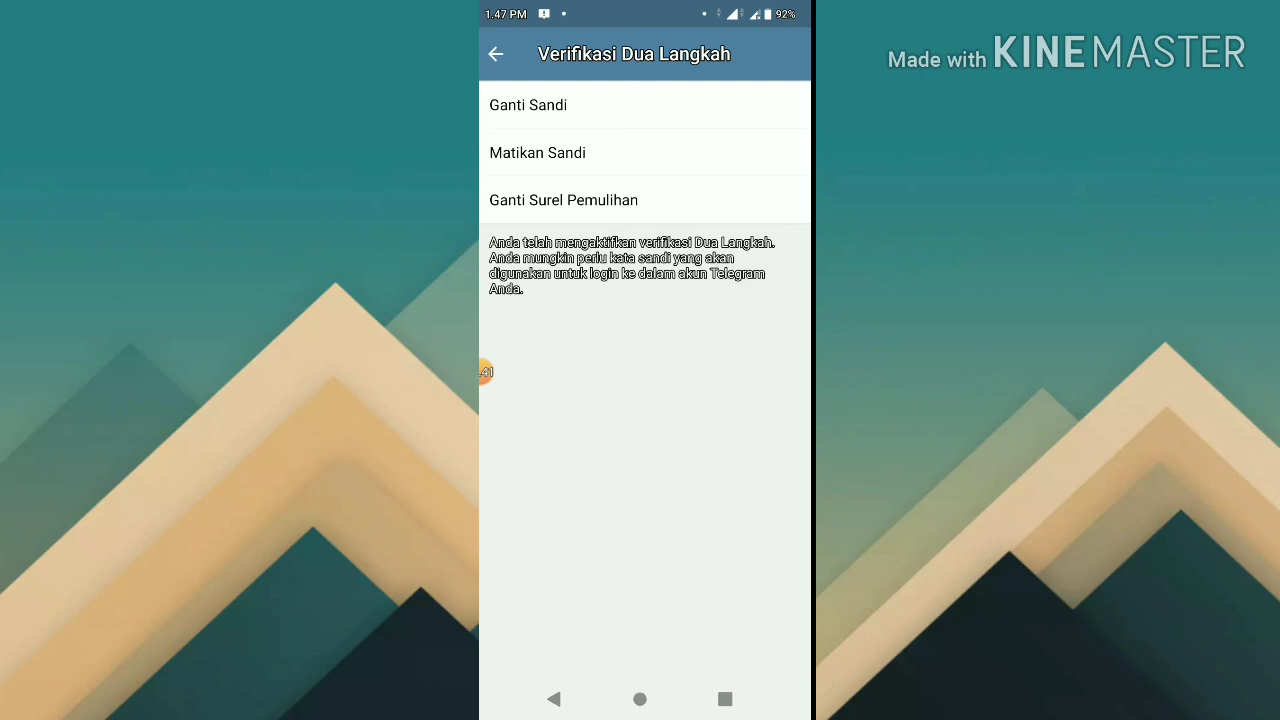 1.47 PM
92%
Made with KINEMASTER
Verifikasi Dua Langkah
Ganti Sandi
Matikan Sandi
Ganti Surel Pemulihan
Anda telah mengaktifkan verifikasi Dua Langkah.
Anda mungkin perlu kata sandi yang akan
digunakan untuk login ke dalam akun Telegram
Anda.
:41